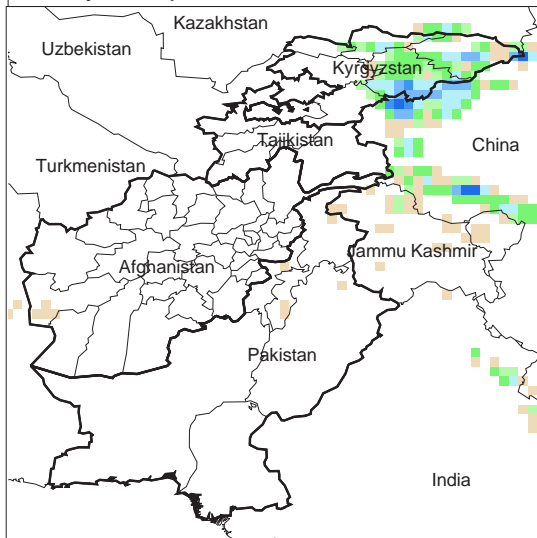 Kazakhstan
Uzbekistan
Kyrgyzstan
Tajikistan
China
Turkmenistan
Jammu Kashmir
Afghanistan
Pakistan
India